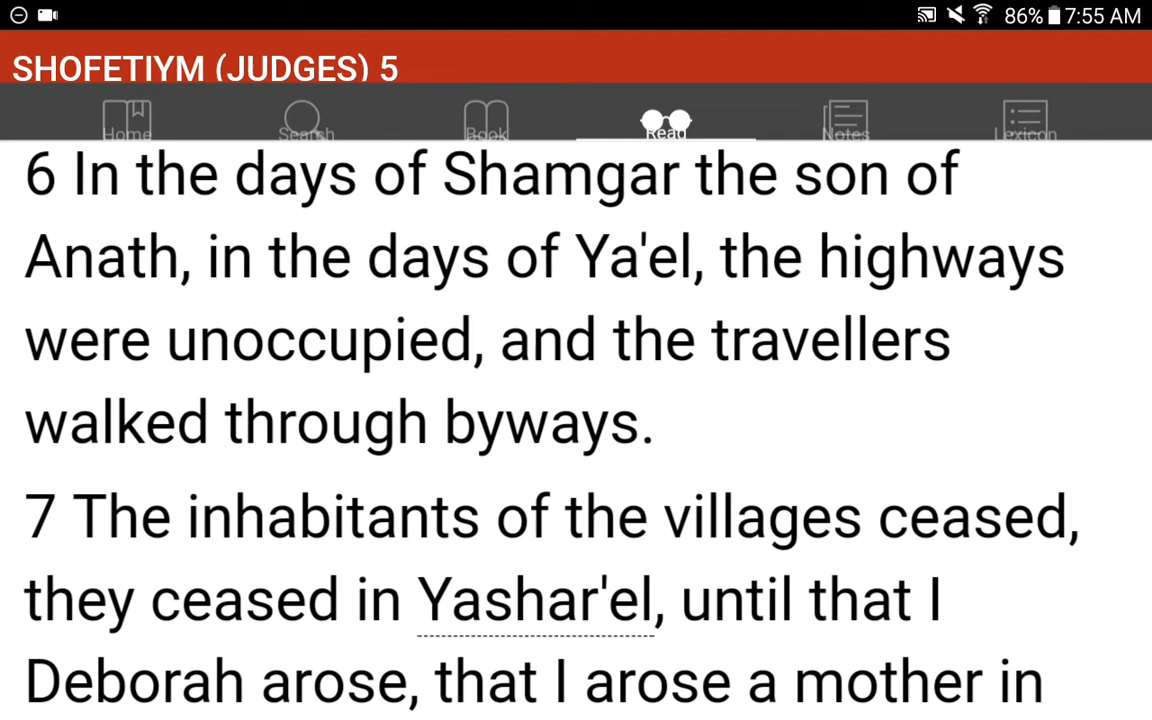 86% 7:55 AM
SHOFETIYM (JUDGES) 5
Home Search Book Read Notes Lexicon
6 In the days of Shamgar the son of
Anath, in the days of Ya'el, the highways
were unoccupied, and the travellers
walked through byways.
7 The inhabitants of the villages ceased,
they ceased in Yashar'el, until that I
Deborah arose, that I arose a mother in